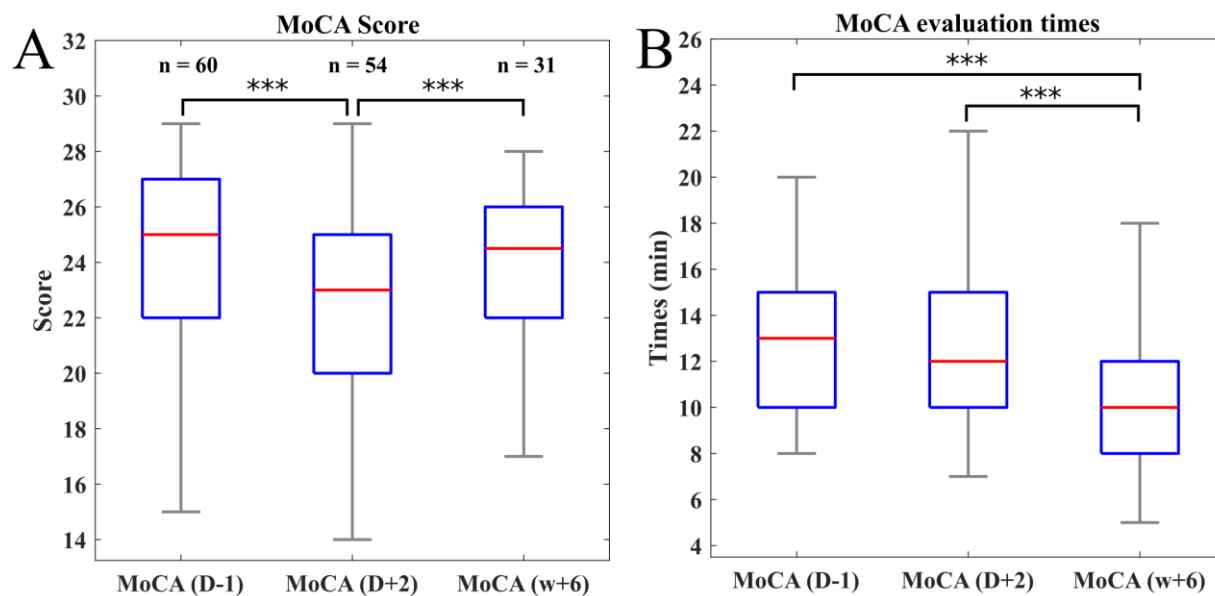 A
MoCA Score
n = 60 n = 54 n = 31
*** ***
Score
32
30
28
26
24
22
20
18
16
14
MoCA (D-1) MoCA (D+2) MoCA (w+6)
B
MoCA evaluation times
***
***
Times (min)
26
24
22
20
18
16
14
12
10
8
6
4
MoCA (D-1) MoCA (D+2) MoCA (w+6)